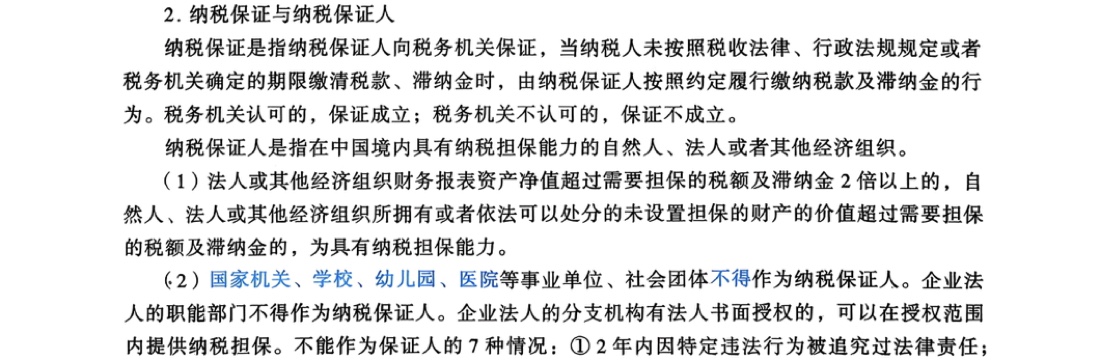 2. 纳税保证与纳税保证人
纳税保证是指纳税保证人向税务机关保证，当纳税人未按照税收法律、行政法规规定或者
税务机关确定的期限缴清税款、滞纳金时，由纳税保证人按照约定履行缴纳税款及滞纳金的行
为。税务机关认可的，保证成立；税务机关不认可的，保证不成立。
纳税保证人是指在中国境内具有纳税担保能力的自然人、法人或者其他经济组织。
（1）法人或其他经济组织财务报表资产净值超过需要担保的税额及滞纳金2倍以上的，自
然人、法人或其他经济组织所拥有或者依法可以处分的未设置担保的财产的价值超过需要担保
的税额及滞纳金的，为具有纳税担保能力。
（2）国家机关、学校、幼儿园、医院等事业单位、社会团体不得作为纳税保证人。企业法
人的职能部门不得作为纳税保证人。企业法人的分支机构有法人书面授权的，可以在授权范围
内提供纳税担保。不能作为保证人的7种情况：①2年内因特定违法行为被追究过法律责任；